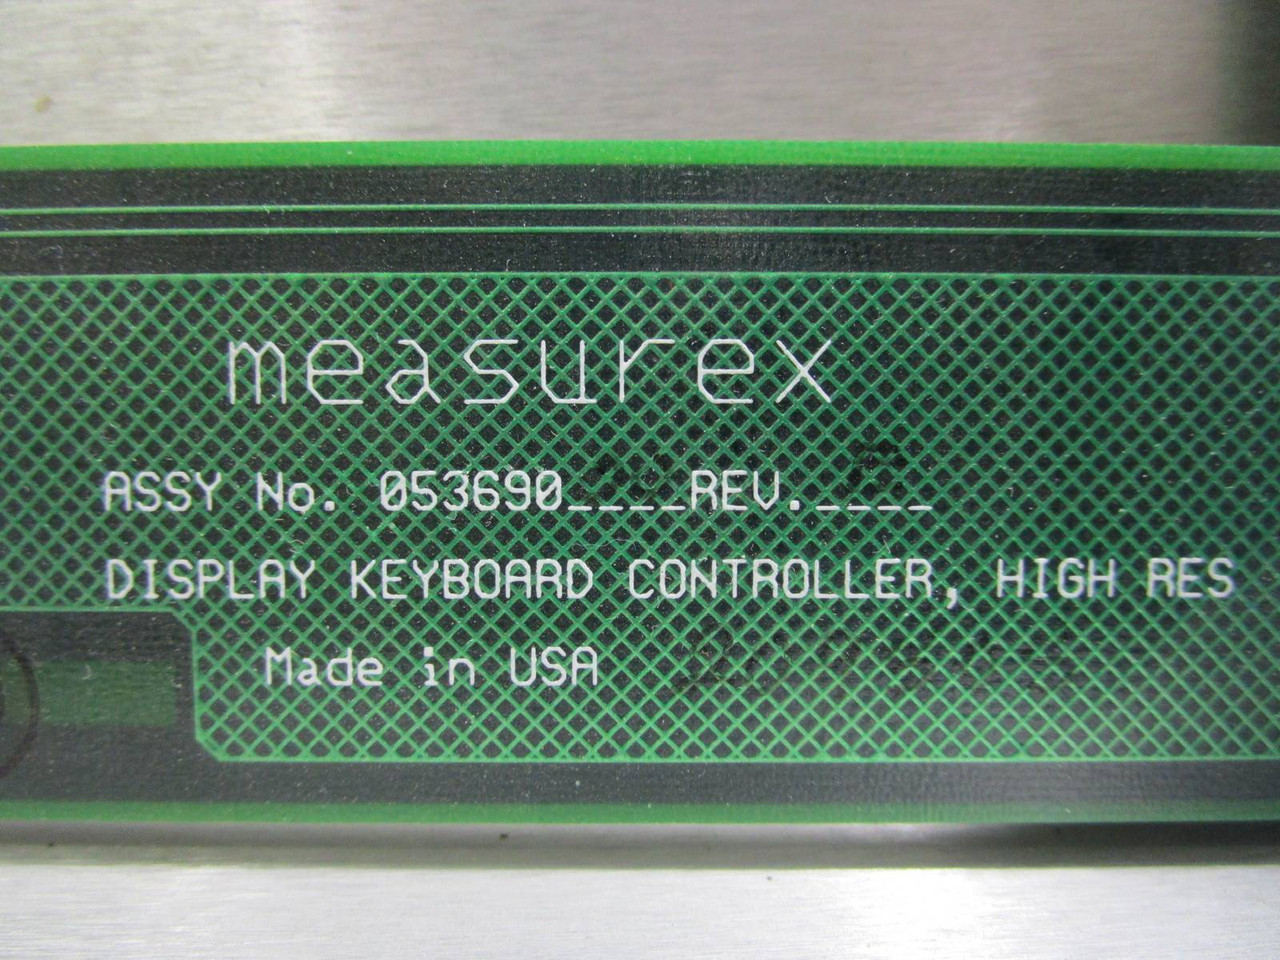 measurex
ASSY No. 053690____REV.____
DISPLAY KEYBOARD CONTROLLER, HIGH RES
Made in USA